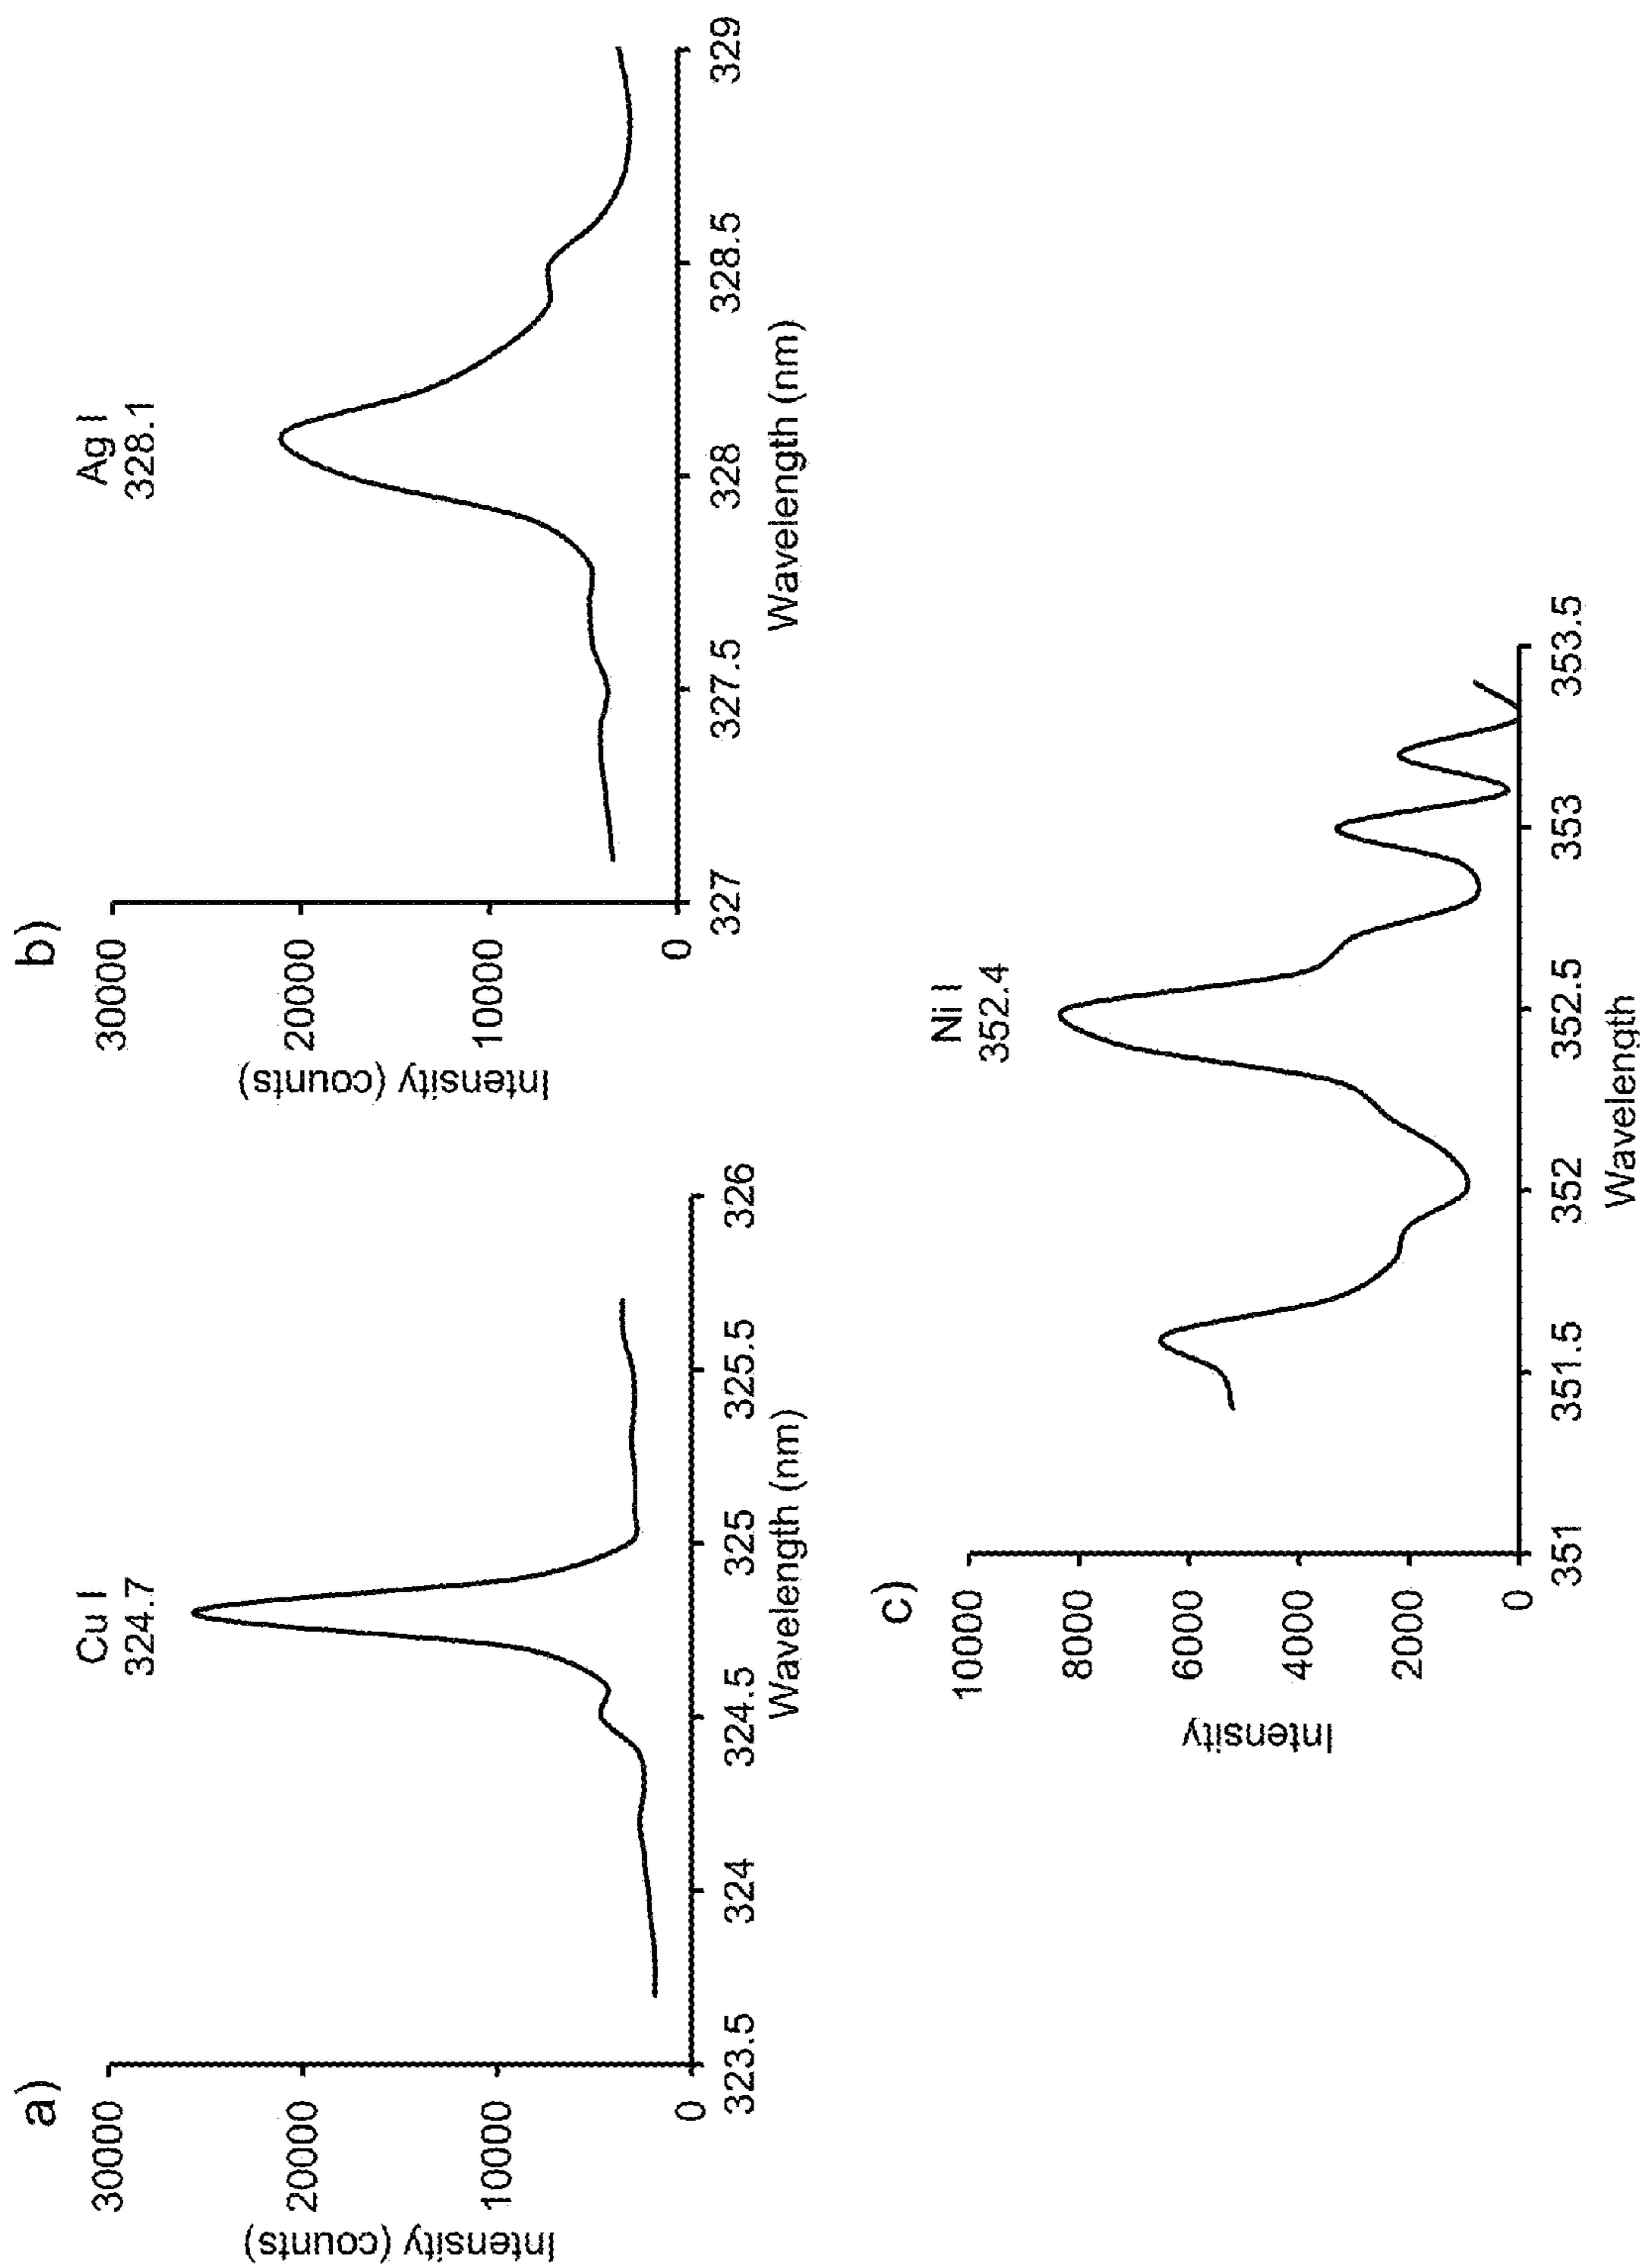 a)
Cu I
324.7
30000
20000
10000
0
Intensity (counts)
323.5
324
324.5
325
325.5
326
Wavelength (nm)
b)
Ag I
328.1
30000
20000
10000
0
Intensity (counts)
327
327.5
328
328.5
329
Wavelength (nm)
c)
Ni I
352.4
10000
8000
6000
4000
2000
0
Intensity
351
351.5
352
352.5
353
353.5
Wavelength